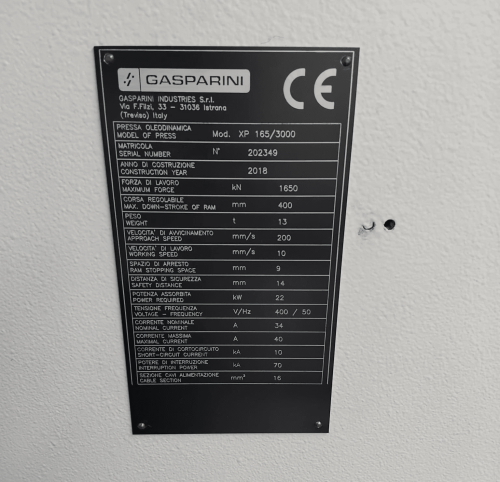 GASPARINI
CE
GASPARINI INDUSTRIES S.r.l.
Via F.Filzi, 33 - 31036 Istrana
(Treviso) Italy
PRESSA OLEODINAMICA
MODEL OF PRESS Mod. XP 165/3000
MATRICOLA
SERIAL NUMBER N° 202349
ANNO DI COSTRUZIONE
CONSTRUCTION YEAR 2018
FORZA DI LAVORO
MAXIMUM FORCE kN 1650
CORSA REGOLABILE
MAX. DOWN-STROKE OF RAM mm 400
PESO
WEIGHT t 13
VELOCITA' DI AVVICINAMENTO
APPROACH SPEED mm/s 200
VELOCITA' DI LAVORO
WORKING SPEED mm/s 10
SPAZIO DI ARRESTO
RAM STOPPING SPACE mm 9
DISTANZA DI SICUREZZA
SAFETY DISTANCE mm 14
POTENZA ASSORBITA
POWER REQUIRED kW 22
TENSIONE FREQUENZA
VOLTAGE - FREQUENCY V/Hz 400 / 50
CORRENTE NOMINALE
NOMINAL CURRENT A 34
CORRENTE MASSIMA
MAXIMAL CURRENT A 40
CORRENTE DI CORTOCIRCUITO
SHORT-CIRCUIT CURRENT kA 10
POTERE DI INTERRUZIONE
INTERRUPTION POWER kA 70
SEZIONE CAVI ALIMENTAZIONE
CABLE SECTION mm² 16